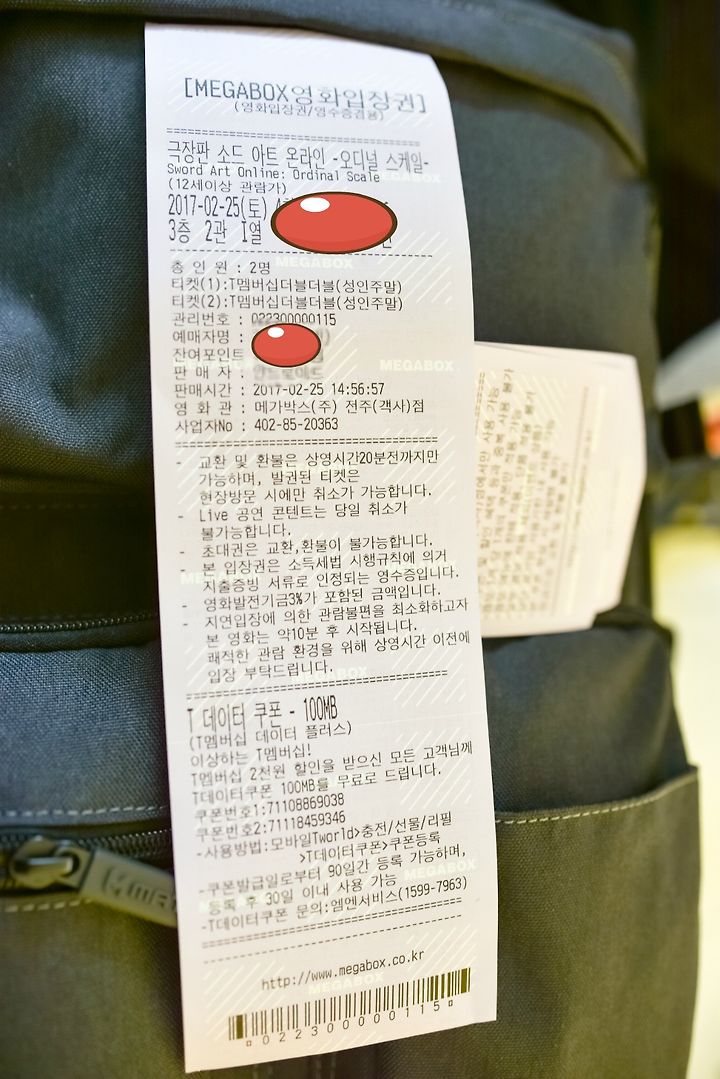 [MEGABOX영화입장권]
(영화입장권/영수증겸용)
극장판 소드 아트 온라인 -오디널 스케일-
Sword Art Online: Ordinal Scale
(12세이상 관람가)
2017-02-25(토)
3층 2관 I열
총 인 원 : 2명
티켓(1):T멤버십더블더블(성인주말)
티켓(2):T멤버십더블더블(성인주말)
관리번호 : 022300000115
예매자명 :
잔여포인트
판 매 자 :
판매시간 : 2017-02-25 14:56:57
영 화 관 : 메가박스(주) 전주(객사)점
사업자No : 402-85-20363
- 교환 및 환불은 상영시간20분전까지만
가능하며, 발권된 티켓은
현장방문 시에만 취소가 가능합니다.
- Live 공연 콘텐트는 당일 취소가
불가능합니다.
- 초대권은 교환,환불이 불가능합니다.
- 본 입장권은 소득세법 시행규칙에 의거
지출증빙 서류로 인정되는 영수증입니다.
- 영화발전기금3%가 포함된 금액입니다.
- 지연입장에 의한 관람불편을 최소화하고자
본 영화는 약10분 후 시작됩니다.
쾌적한 관람 환경을 위해 상영시간 이전에
입장 부탁드립니다.
T 데이터 쿠폰 - 100MB
(T멤버십 데이터 플러스)
이상하는 T멤버십!
T멤버십 2천원 할인을 받으신 모든 고객님께
T데이터쿠폰 100MB를 무료로 드립니다.
쿠폰번호1:71108869038
쿠폰번호2:71118459346
-사용방법:모바일Tworld>충전/선물/리필
>T데이터쿠폰>쿠폰등록
-쿠폰발급일로부터 90일간 등록 가능하며,
등록 후 30일 이내 사용 가능
-T데이터쿠폰 문의:엠엔서비스(1599-7963)
http://www.megabox.co.kr
022300000115